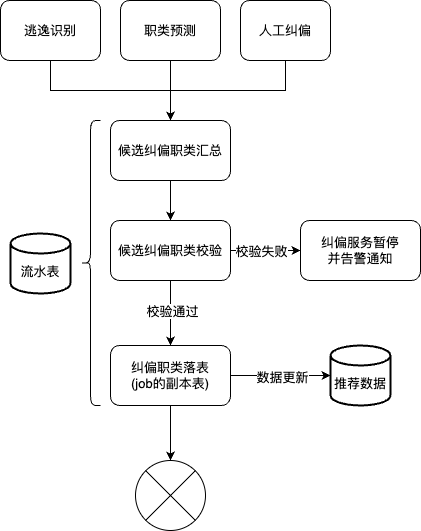 逃逸识别
职类预测
人工纠偏
候选纠偏职类汇总
流水表
候选纠偏职类校验
校验失败
纠偏服务暂停
并告警通知
校验通过
纠偏职类落表
(job的副本表)
数据更新
推荐数据